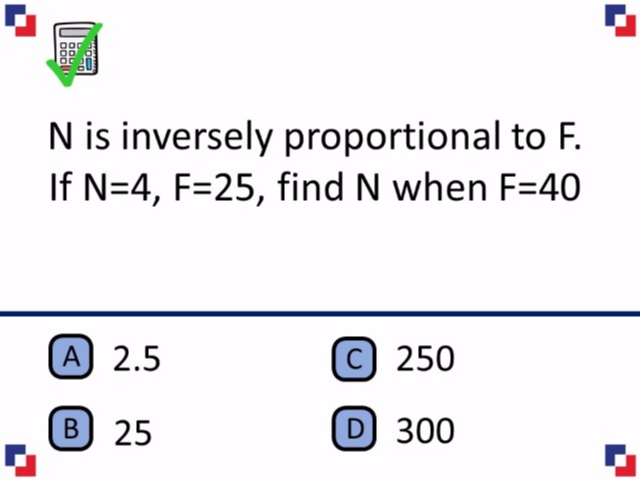 N is inversely proportional to F.
If N=4, F=25, find N when F=40
A 2.5
C 250
B 25
D 300